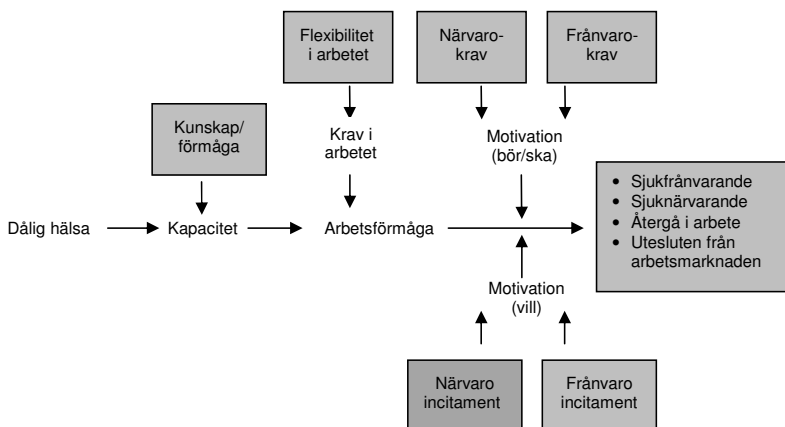 Flexibilitet
i arbetet
Närvaro-
krav
Frånvaro-
krav
Kunskap/
förmåga
Krav i
arbetet
Motivation
(bör/ska)
Dålig hälsa
Kapacitet
Arbetsförmåga
• Sjukfrånvarande
• Sjuknärvarande
• Återgå i arbete
• Utesluten från
arbetsmarknaden
Motivation
(vill)
Närvaro
incitament
Frånvaro
incitament